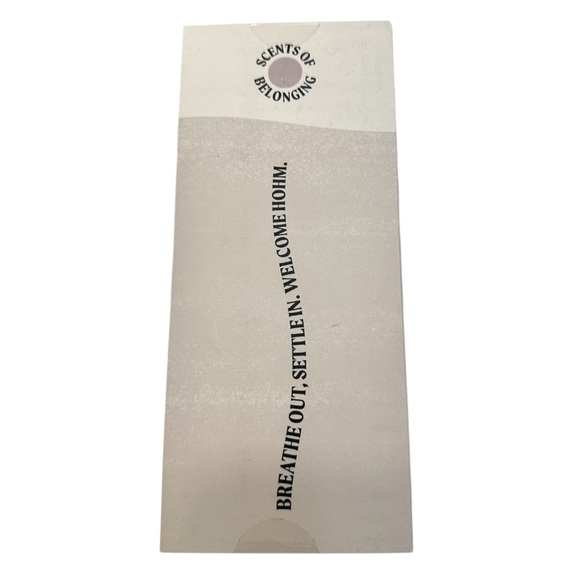 SCENTS OF
BELONGING
BREATHE OUT, SETTLE IN. WELCOME HOHM.